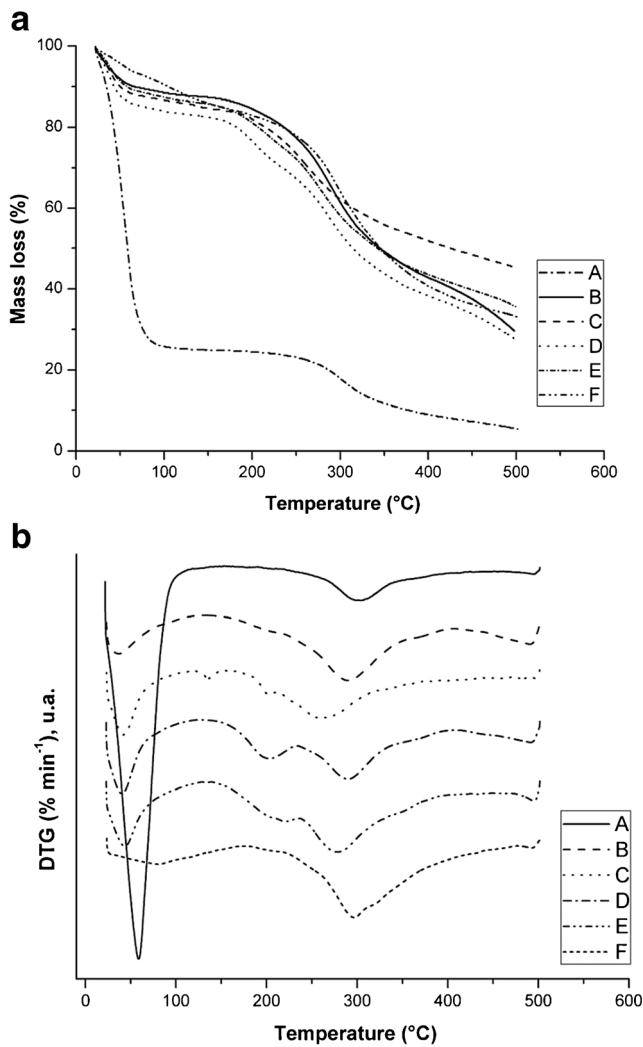 a
100
80
60
40
20
0
Mass loss (%)
A
B
C
D
E
F
0 100 200 300 400 500 600
Temperature (°C)
b
DTG (% min⁻¹), u.a.
A
B
C
D
E
F
0 100 200 300 400 500 600
Temperature (°C)